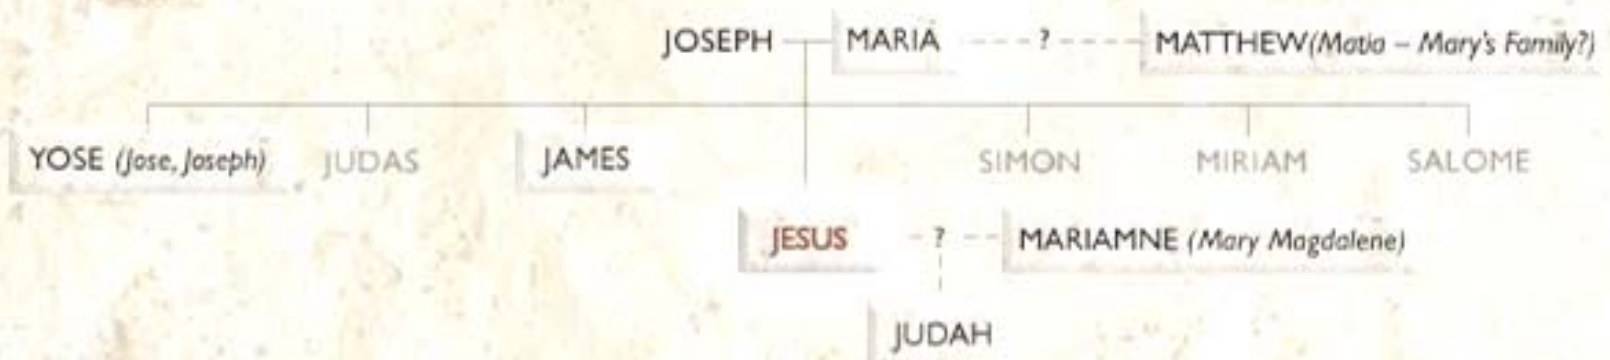 JOSEPH MARIA ? MATTHEW (Matia – Mary's Family?)
YOSE (Jose, Joseph) JUDAS JAMES SIMON MIRIAM SALOME
JESUS ? MARIAMNE (Mary Magdalene)
JUDAH